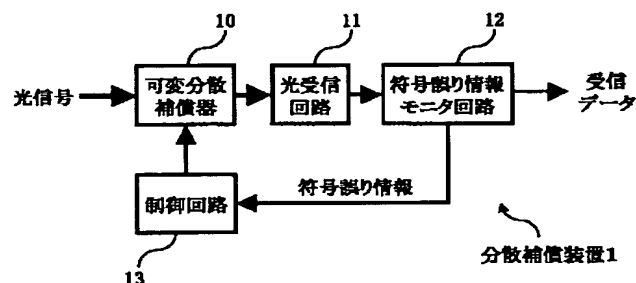 10
11
12
光信号
可変分散
補償器
光受信
回路
符号誤り情報
モニタ回路
受信
データ
制御回路
符号誤り情報
13
分散補償装置1